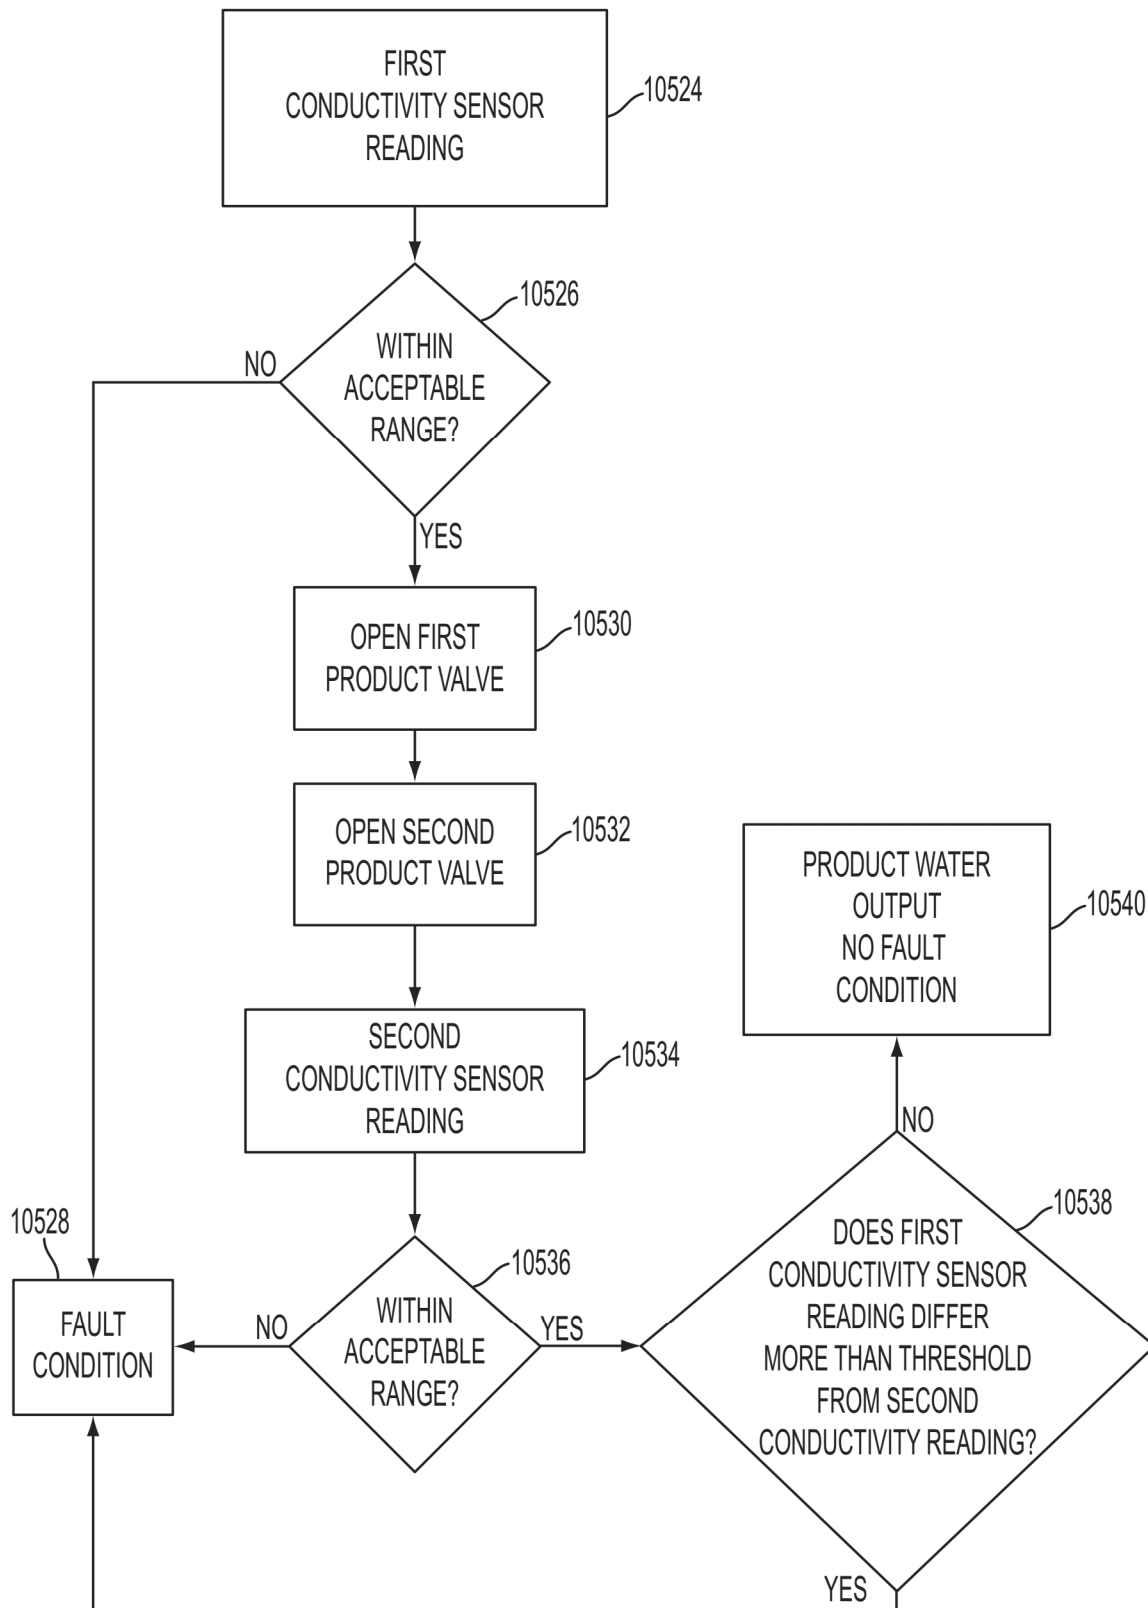 FIRST
CONDUCTIVITY SENSOR
READING
10524
10526
WITHIN
ACCEPTABLE
RANGE?
NO
YES
OPEN FIRST
PRODUCT VALVE
10530
OPEN SECOND
PRODUCT VALVE
10532
SECOND
CONDUCTIVITY SENSOR
READING
10534
10536
WITHIN
ACCEPTABLE
RANGE?
NO
YES
10528
FAULT
CONDITION
PRODUCT WATER
OUTPUT
NO FAULT
CONDITION
10540
NO
10538
DOES FIRST
CONDUCTIVITY SENSOR
READING DIFFER
MORE THAN THRESHOLD
FROM SECOND
CONDUCTIVITY READING?
YES